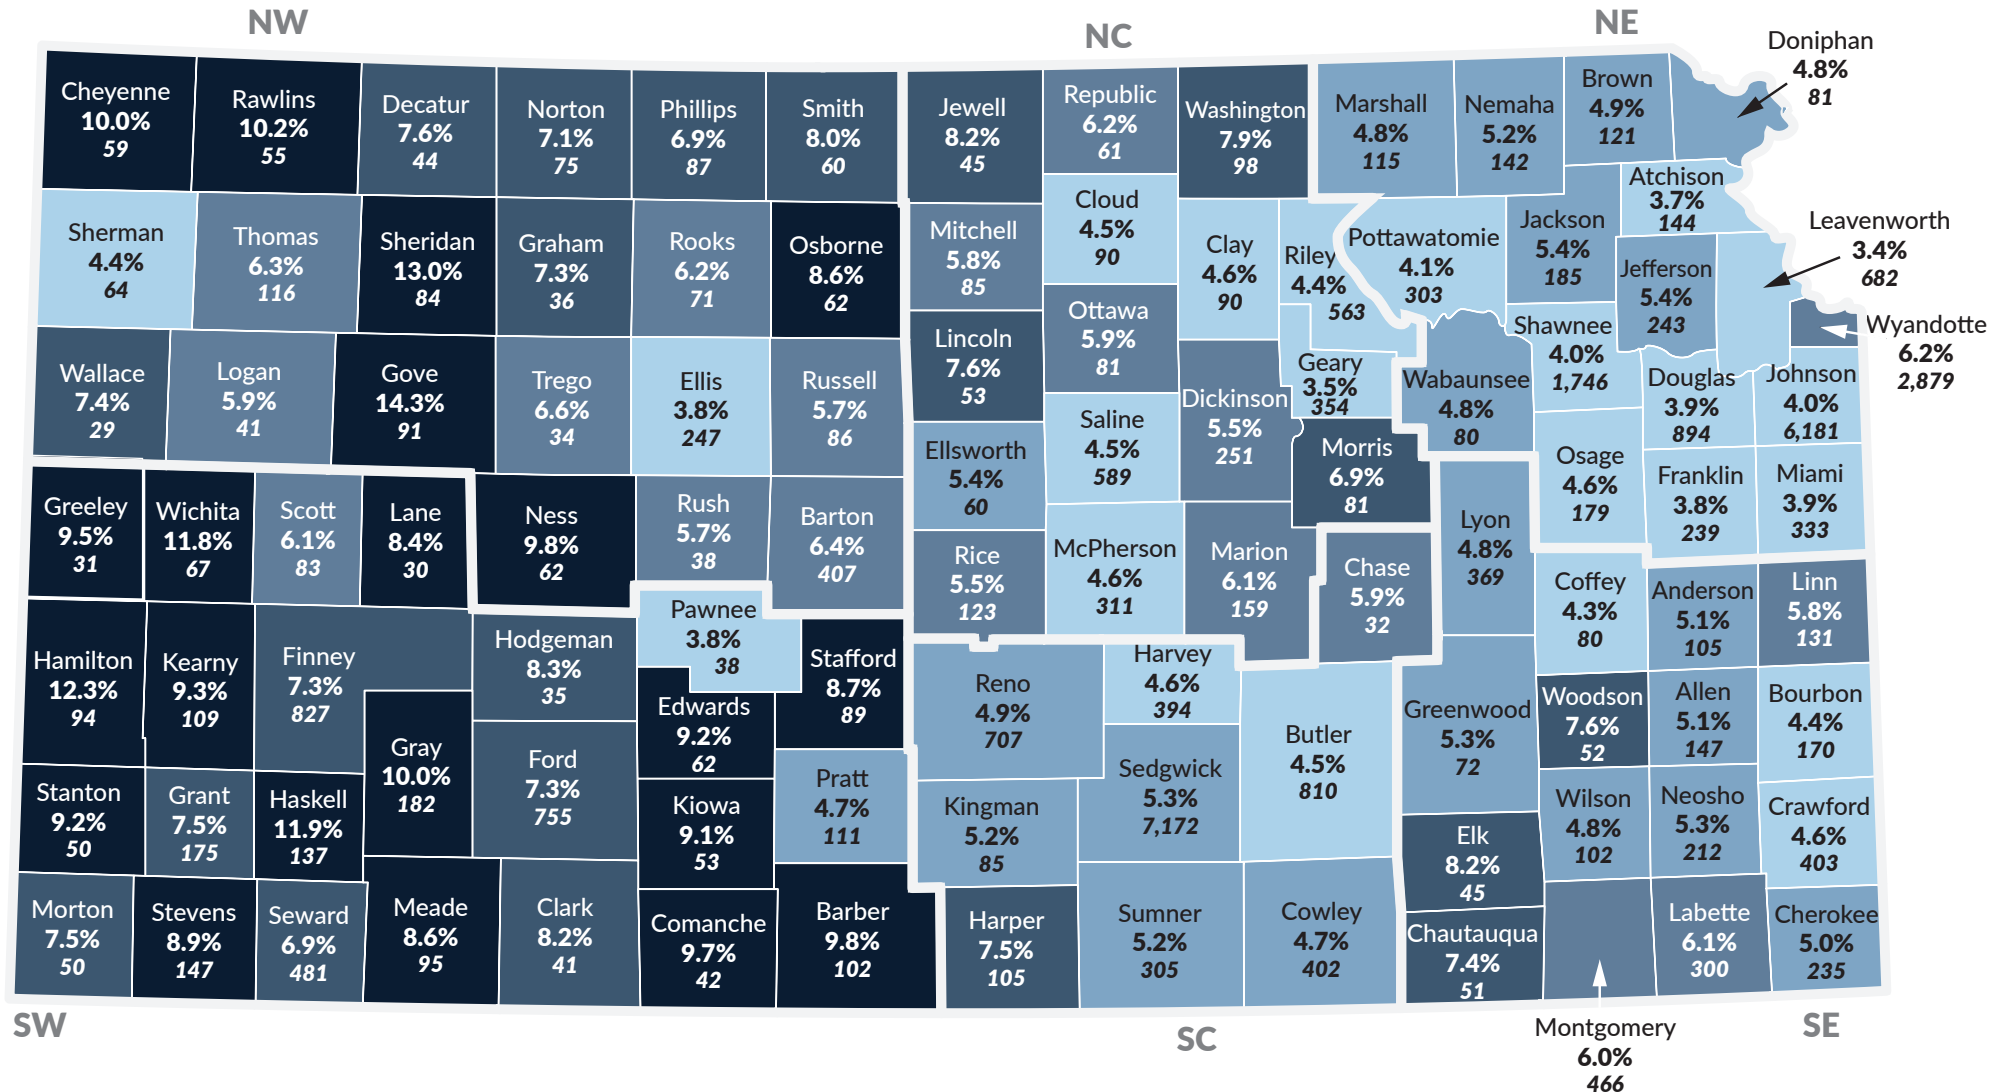 NW
NC
NE
Doniphan
4.8%
81
Cheyenne
10.0%
59
Rawlins
10.2%
55
Decatur
7.6%
44
Norton
7.1%
75
Phillips
6.9%
87
Smith
8.0%
60
Jewell
8.2%
45
Republic
6.2%
61
Washington
7.9%
98
Marshall
4.8%
115
Nemaha
5.2%
142
Brown
4.9%
121
Atchison
3.7%
144
Leavenworth
3.4%
682
Sherman
4.4%
64
Thomas
6.3%
116
Sheridan
13.0%
84
Graham
7.3%
36
Rooks
6.2%
71
Osborne
8.6%
62
Mitchell
5.8%
85
Cloud
4.5%
90
Clay
4.6%
90
Riley
4.4%
563
Pottawatomie
4.1%
303
Jackson
5.4%
185
Jefferson
5.4%
243
Wyandotte
6.2%
2,879
Wallace
7.4%
29
Logan
5.9%
41
Gove
14.3%
91
Trego
6.6%
34
Ellis
3.8%
247
Russell
5.7%
86
Lincoln
7.6%
53
Ottawa
5.9%
81
Dickinson
5.5%
251
Geary
3.5%
354
Wabaunsee
4.8%
80
Shawnee
4.0%
1,746
Douglas
3.9%
894
Johnson
4.0%
6,181
Ellsworth
5.4%
60
Saline
4.5%
589
Morris
6.9%
81
Osage
4.6%
179
Franklin
3.8%
239
Miami
3.9%
333
Greeley
9.5%
31
Wichita
11.8%
67
Scott
6.1%
83
Lane
8.4%
30
Ness
9.8%
62
Rush
5.7%
38
Barton
6.4%
407
Rice
5.5%
123
McPherson
4.6%
311
Marion
6.1%
159
Chase
5.9%
32
Lyon
4.8%
369
Coffey
4.3%
80
Anderson
5.1%
105
Linn
5.8%
131
Hamilton
12.3%
94
Kearny
9.3%
109
Finney
7.3%
827
Hodgeman
8.3%
35
Pawnee
3.8%
38
Stafford
8.7%
89
Reno
4.9%
707
Harvey
4.6%
394
Butler
4.5%
810
Greenwood
5.3%
72
Woodson
7.6%
52
Allen
5.1%
147
Bourbon
4.4%
170
Gray
10.0%
182
Ford
7.3%
755
Edwards
9.2%
62
Pratt
4.7%
111
Kingman
5.2%
85
Sedgwick
5.3%
7,172
Stanton
9.2%
50
Grant
7.5%
175
Haskell
11.9%
137
Kiowa
9.1%
53
Elk
8.2%
45
Wilson
4.8%
102
Neosho
5.3%
212
Crawford
4.6%
403
Morton
7.5%
50
Stevens
8.9%
147
Seward
6.9%
481
Meade
8.6%
95
Clark
8.2%
41
Comanche
9.7%
42
Barber
9.8%
102
Harper
7.5%
105
Sumner
5.2%
305
Cowley
4.7%
402
Chautauqua
7.4%
51
Labette
6.1%
300
Cherokee
5.0%
235
SW
SC
Montgomery
6.0%
466
SE